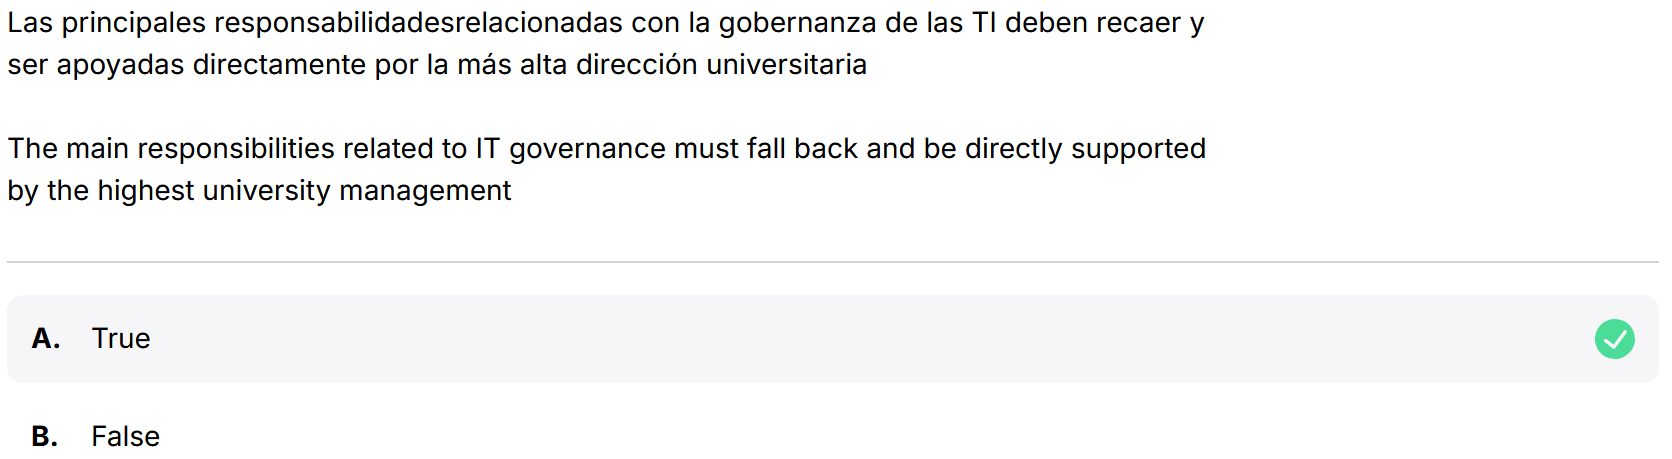 Las principales responsabilidadesrelacionadas con la gobernanza de las TI deben recaer y
ser apoyadas directamente por la más alta dirección universitaria
The main responsibilities related to IT governance must fall back and be directly supported
by the highest university management
A. True
B. False